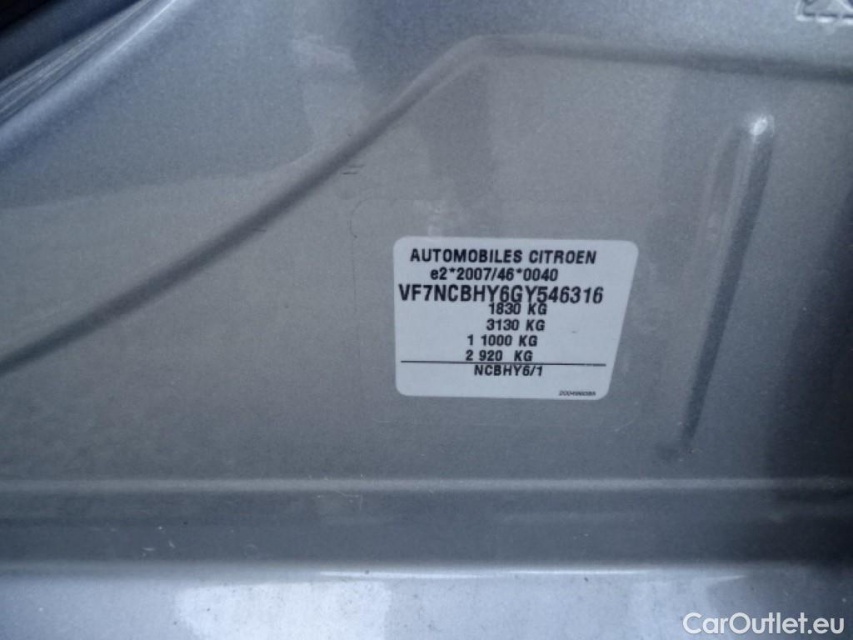 AUTOMOBILES CITROEN
e2*2007/46*0040
VF7NCBHY6GY546316
1830 KG
3130 KG
1 1000 KG
2 920 KG
NCBHY6/1
CarOutlet.eu